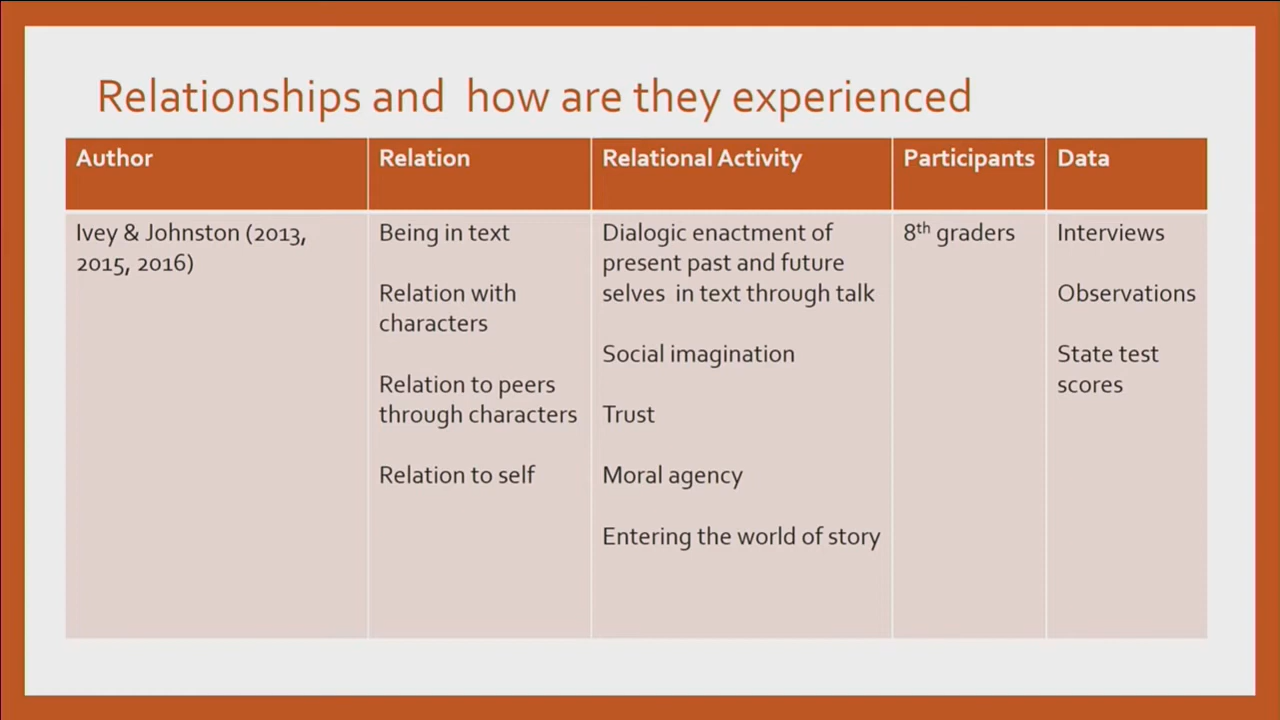 Relationships and how are they experienced
Author
Relation
Relational Activity
Participants
Data
Ivey & Johnston (2013,
2015, 2016)
Being in text
Relation with
characters
Relation to peers
through characters
Relation to self
Dialogic enactment of
present past and future
selves in text through talk
Social imagination
Trust
Moral agency
Entering the world of story
8th graders
Interviews
Observations
State test
scores